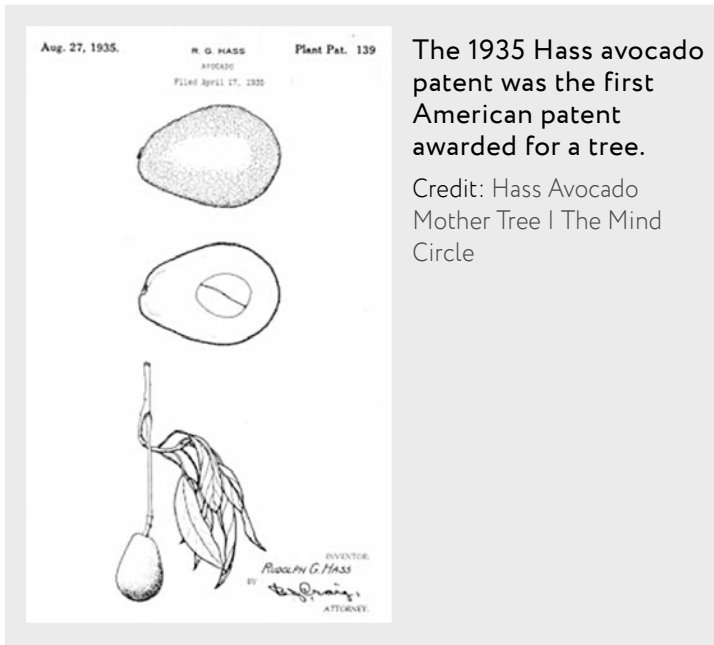 Aug. 27, 1935.
R. G. HASS
Plant Pat. 139
AVOCADO
Filed April 17, 1935
INVENTOR.
RUDOLPH G. HASS
BY
ATTORNEY.
The 1935 Hass avocado
patent was the first
American patent
awarded for a tree.
Credit: Hass Avocado
Mother Tree | The Mind
Circle